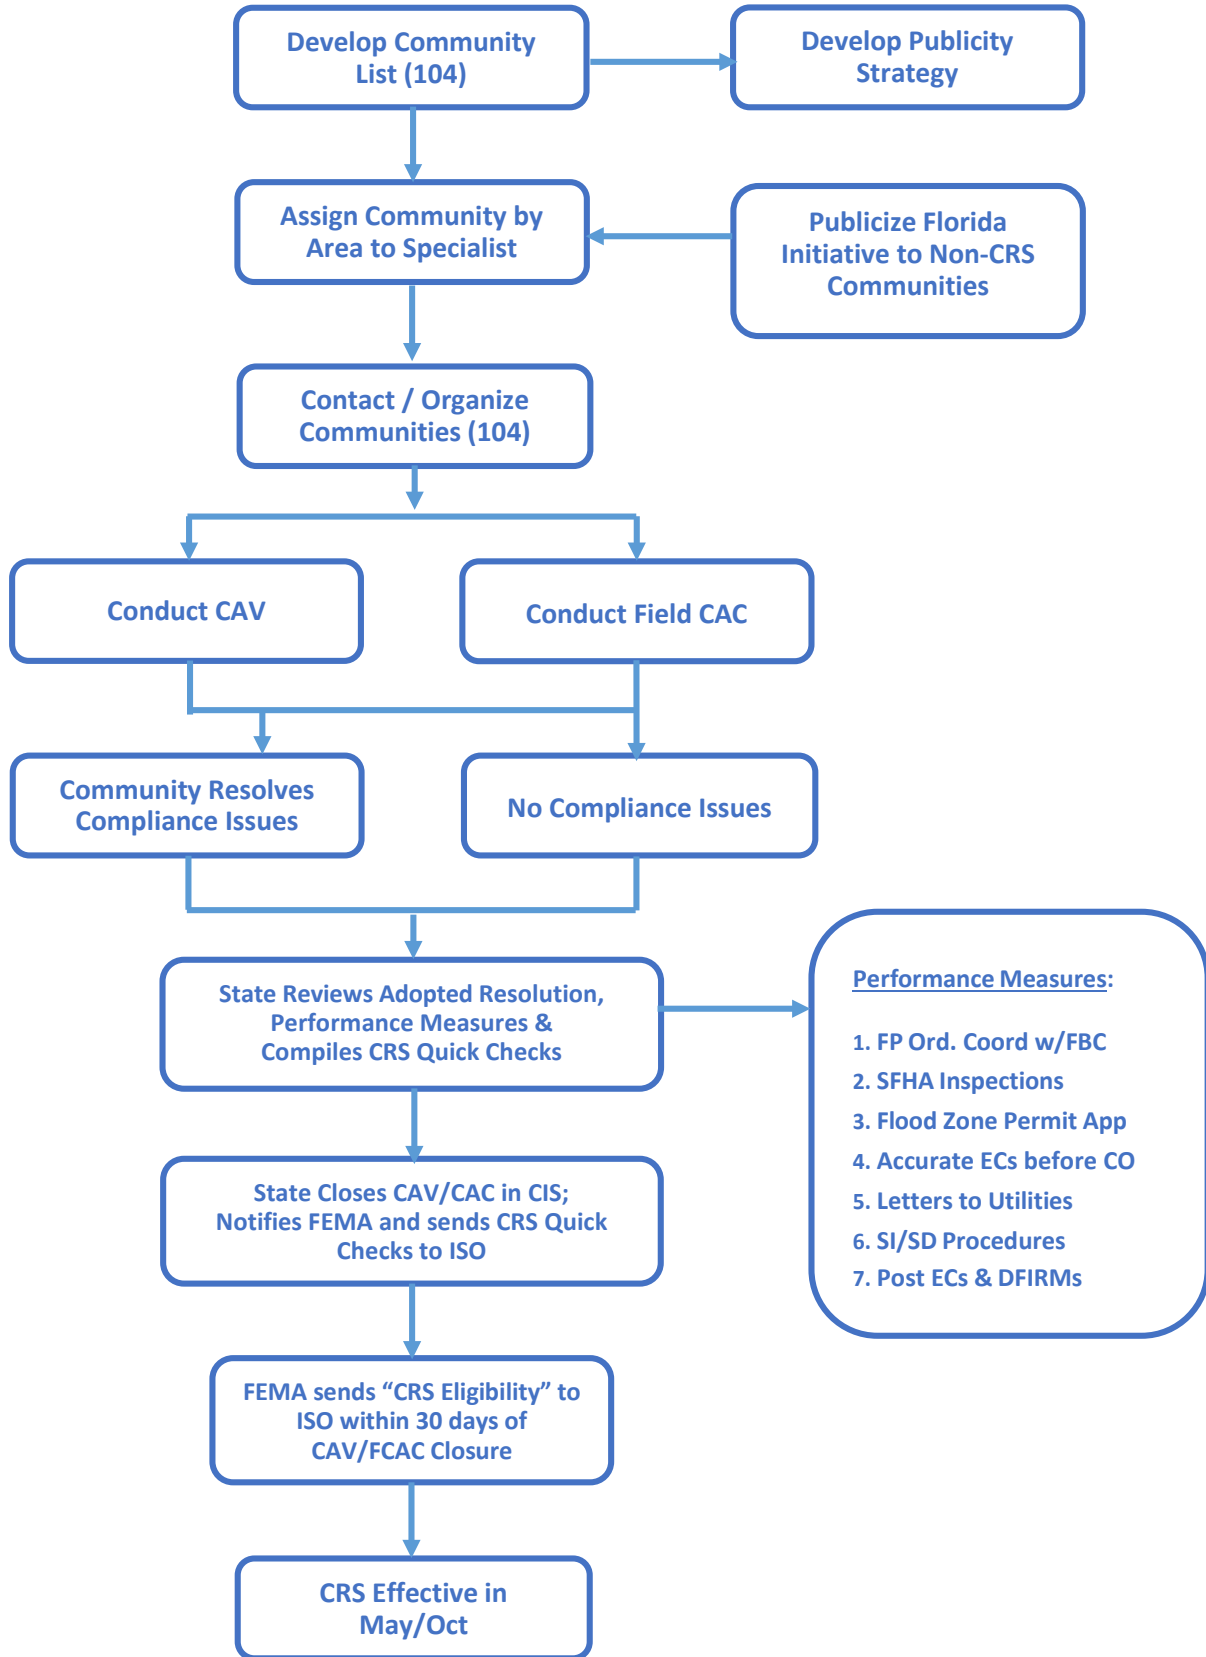 Develop Community
List (104)
Develop Publicity
Strategy
Assign Community by
Area to Specialist
Publicize Florida
Initiative to Non-CRS
Communities
Contact / Organize
Communities (104)
Conduct CAV
Conduct Field CAC
Community Resolves
Compliance Issues
No Compliance Issues
State Reviews Adopted Resolution,
Performance Measures &
Compiles CRS Quick Checks
Performance Measures:
1. FP Ord. Coord w/FBC
2. SFHA Inspections
3. Flood Zone Permit App
4. Accurate ECs before CO
5. Letters to Utilities
6. SI/SD Procedures
7. Post ECs & DFIRMs
State Closes CAV/CAC in CIS;
Notifies FEMA and sends CRS Quick
Checks to ISO
FEMA sends “CRS Eligibility” to
ISO within 30 days of
CAV/FCAC Closure
CRS Effective in
May/Oct